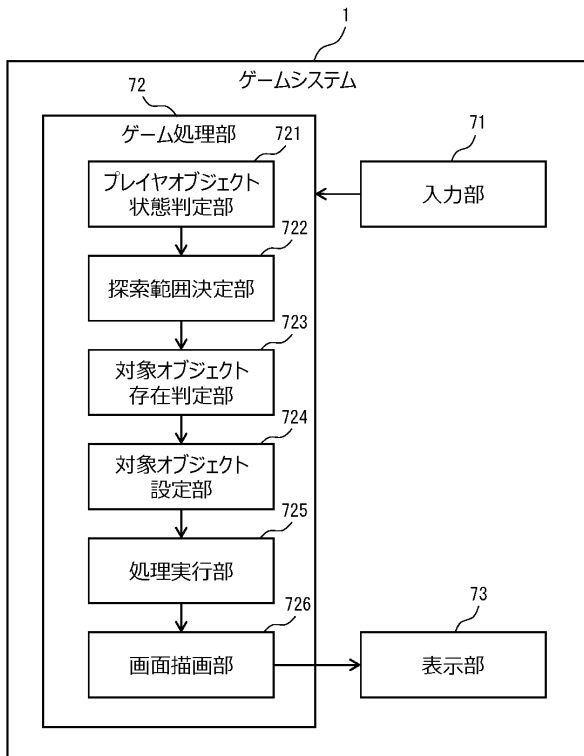 1
ゲームシステム
72
ゲーム処理部
721
プレイヤオブジェクト
状態判定部
71
入力部
722
探索範囲決定部
723
対象オブジェクト
存在判定部
724
対象オブジェクト
設定部
725
処理実行部
726
画面描画部
73
表示部